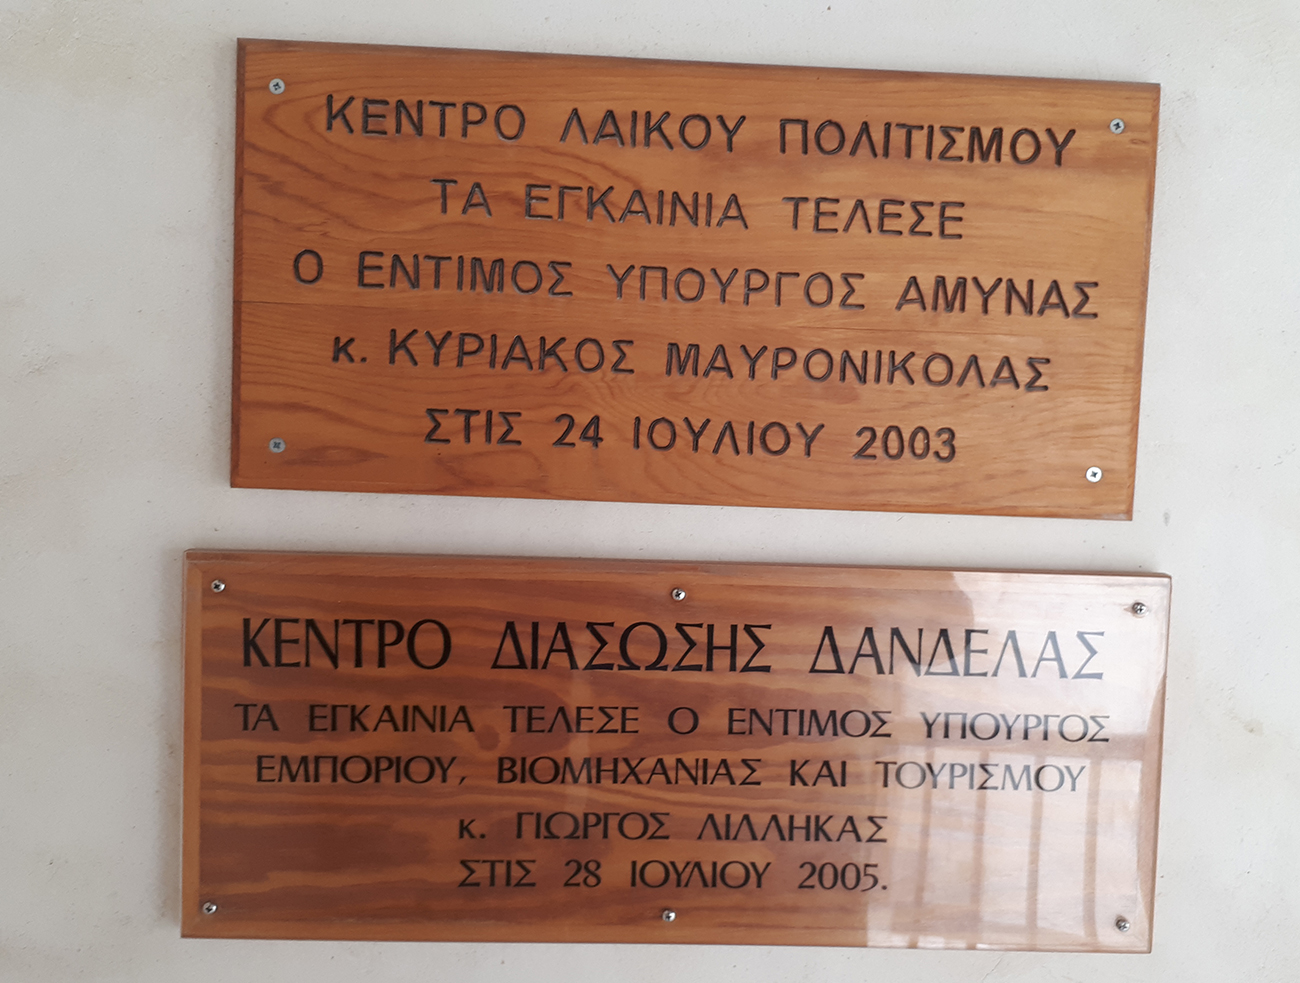 ΚΕΝΤΡΟ ΛΑΙΚΟΥ ΠΟΛΙΤΙΣΜΟΥ
ΤΑ ΕΓΚΑΙΝΙΑ ΤΕΛΕΣΕ
Ο ΕΝΤΙΜΟΣ ΥΠΟΥΡΓΟΣ ΑΜΥΝΑΣ
κ. ΚΥΡΙΑΚΟΣ ΜΑΥΡΟΝΙΚΟΛΑΣ
ΣΤΙΣ 24 ΙΟΥΛΙΟΥ 2003
ΚΕΝΤΡΟ ΔΙΑΣΩΣΗΣ ΔΑΝΔΕΛΑΣ
ΤΑ ΕΓΚΑΙΝΙΑ ΤΕΛΕΣΕ Ο ΕΝΤΙΜΟΣ ΥΠΟΥΡΓΟΣ
ΕΜΠΟΡΙΟΥ, ΒΙΟΜΗΧΑΝΙΑΣ ΚΑΙ ΤΟΥΡΙΣΜΟΥ
κ. ΓΙΩΡΓΟΣ ΛΙΛΛΗΚΑΣ
ΣΤΙΣ 28 ΙΟΥΛΙΟΥ 2005.